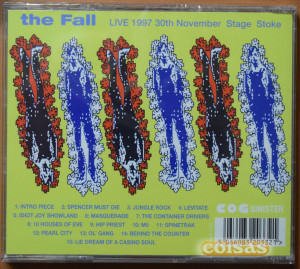 the Fall LIVE 1997 30th November Stage Stoke
1·INTRO PIECE 2·SPENCER MUST DIE 3·JUNGLE ROCK 4·LEVITATE
5·IDIOT JOY SHOWLAND 6·MASQUERADE 7·THE CONTAINER DRIVERS
8·10 HOUSES OF EVE 9·HIP PRIEST 10·M5 11·SPINETRAK
12·PEARL CITY 13·OL' GANG 14·BEHIND THE COUNTER
15·LIE DREAM OF A CASINO SOUL
COG SINISTER
coisas